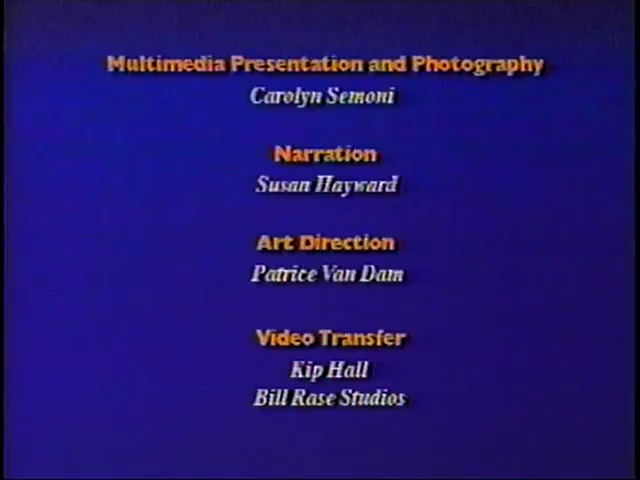 Multimedia Presentation and Photography
Carolyn Semoni
Narration
Susan Hayward
Art Direction
Patrice Van Dam
Video Transfer
Kip Hall
Bill Rase Studios